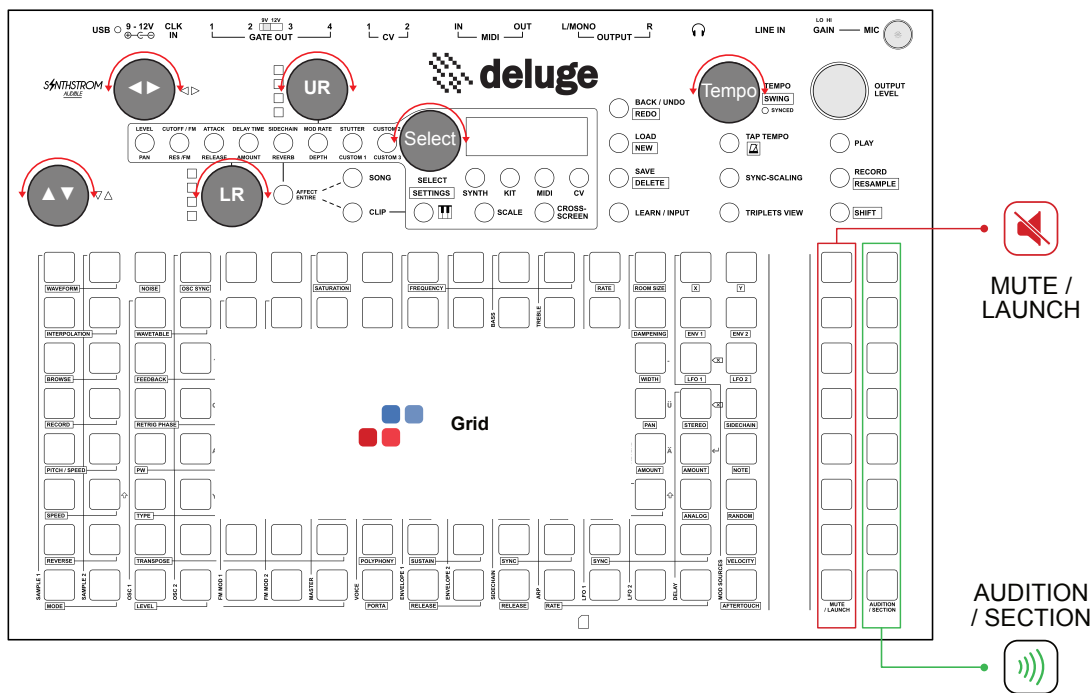 USB 9 - 12V CLK IN 1 2 9V 12V 3 4 GATE OUT 1 2 CV IN OUT MIDI L/MONO R OUTPUT LINE IN LO HI GAIN MIC
SYNTHSTROM
AUDIBLE
UR
deluge
Tempo
TEMPO
SWING
SYNCED
OUTPUT
LEVEL
LEVEL CUTOFF / FM ATTACK DELAY TIME SIDECHAIN MOD RATE STUTTER CUSTOM 2
PAN RES /FM RELEASE AMOUNT REVERB DEPTH CUSTOM 1 CUSTOM 3
Select
SELECT
SETTINGS
SYNTH KIT MIDI CV
SCALE
CROSS-
SCREEN
BACK / UNDO
REDO
LOAD
NEW
SAVE
DELETE
LEARN / INPUT
TAP TEMPO
SYNC-SCALING
TRIPLETS VIEW
PLAY
RECORD
RESAMPLE
SHIFT
LR
AFFECT
ENTIRE
SONG
CLIP
MUTE /
LAUNCH
WAVEFORM NOISE OSC SYNC SATURATION FREQUENCY RATE ROOM SIZE X Y
BASS TREBLE
INTERPOLATION WAVETABLE DAMPENING ENV 1 ENV 2
BROWSE FEEDBACK WIDTH - LFO 1 LFO 2
Grid
RECORD RETRIG PHASE PAN Ü STEREO SIDECHAIN
PITCH / SPEED PW AMOUNT Ä AMOUNT NOTE
SPEED TYPE ANALOG RANDOM
REVERSE TRANSPOSE POLYPHONY SUSTAIN SYNC SYNC VELOCITY
SAMPLE 1 SAMPLE 2 OSC 1 OSC 2 FM MOD 1 FM MOD 2 MASTER VOICE ENVELOPE 1 ENVELOPE 2 SIDECHAIN ARP LFO 1 LFO 2 DELAY MOD SOURCES
MODE LEVEL PORTA RELEASE RELEASE RATE AFTERTOUCH
MUTE
/ LAUNCH
AUDITION
/ SECTION
AUDITION
/ SECTION